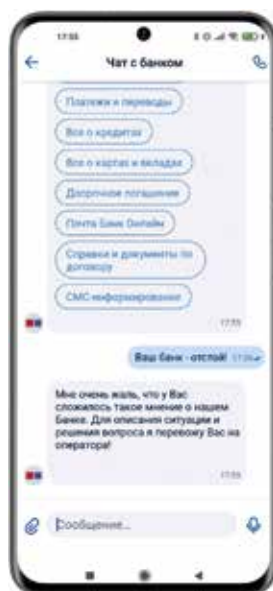 17:55
Чат с банком
Платежи и переводы
Все о кредитах
Все о картах и вкладах
Досрочное погашение
Почта Банк Онлайн
Справки и документы по
договору
СМС-информирование
17:55
Ваш банк - отстой!
Мне очень жаль, что у Вас
сложилось такое мнение о нашем
Банке. Для описания ситуации и
решения вопроса я перевожу Вас на
оператора!
17:55
Сообщение...